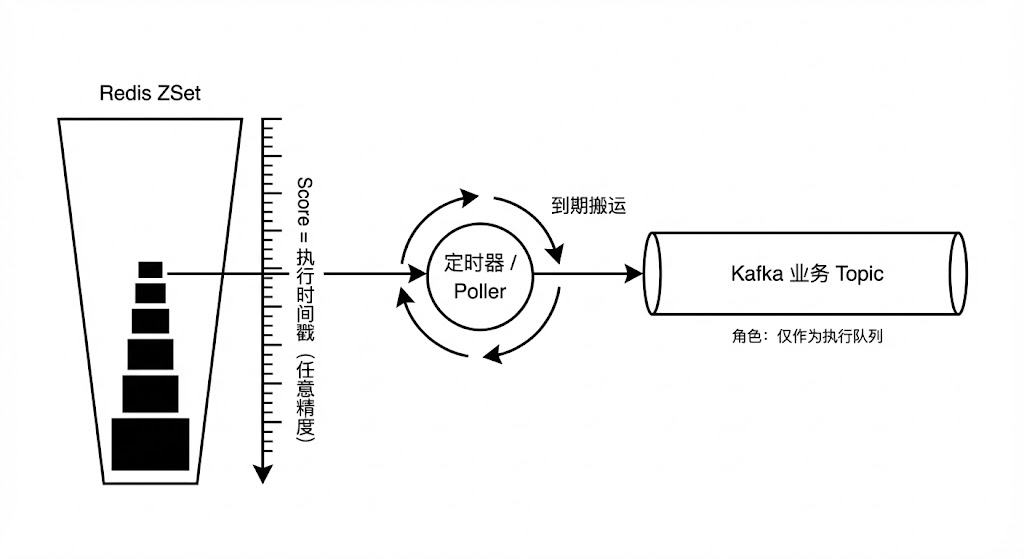 Redis ZSet
Score = 执行时间戳（任意精度）
定时器 /
Poller
到期搬运
Kafka 业务 Topic
角色：仅作为执行队列